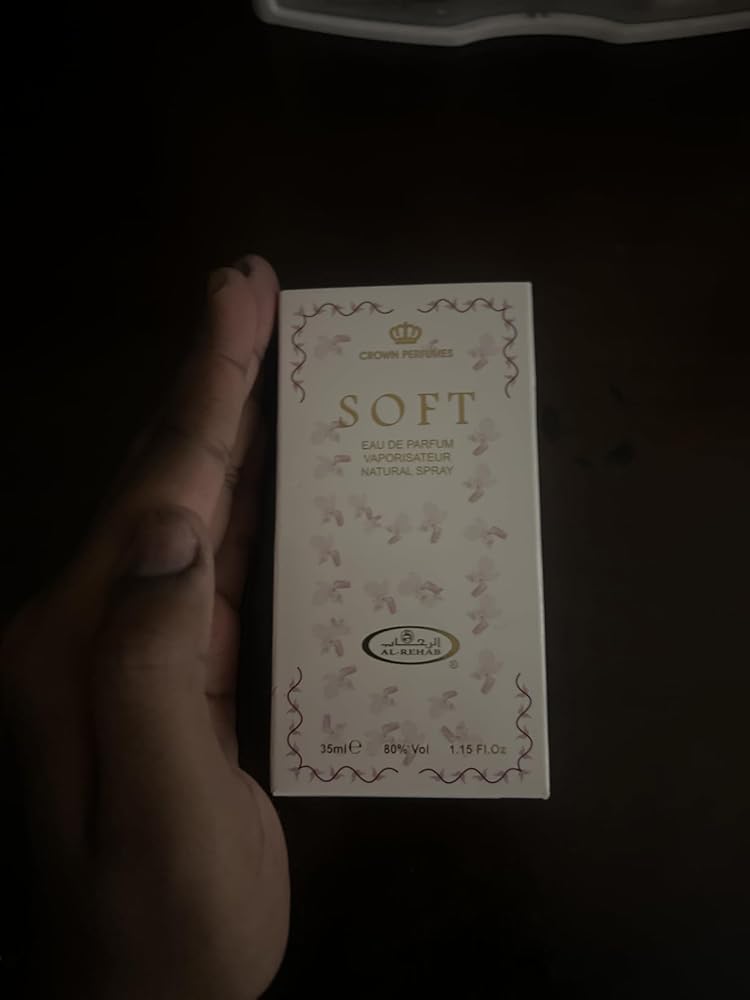 CROWN PERFUMES
SOFT
EAU DE PARFUM
VAPORISATEUR
NATURAL SPRAY
الرحاب
AL-REHAB
®
35ml ℮ 80% Vol 1.15 Fl.Oz